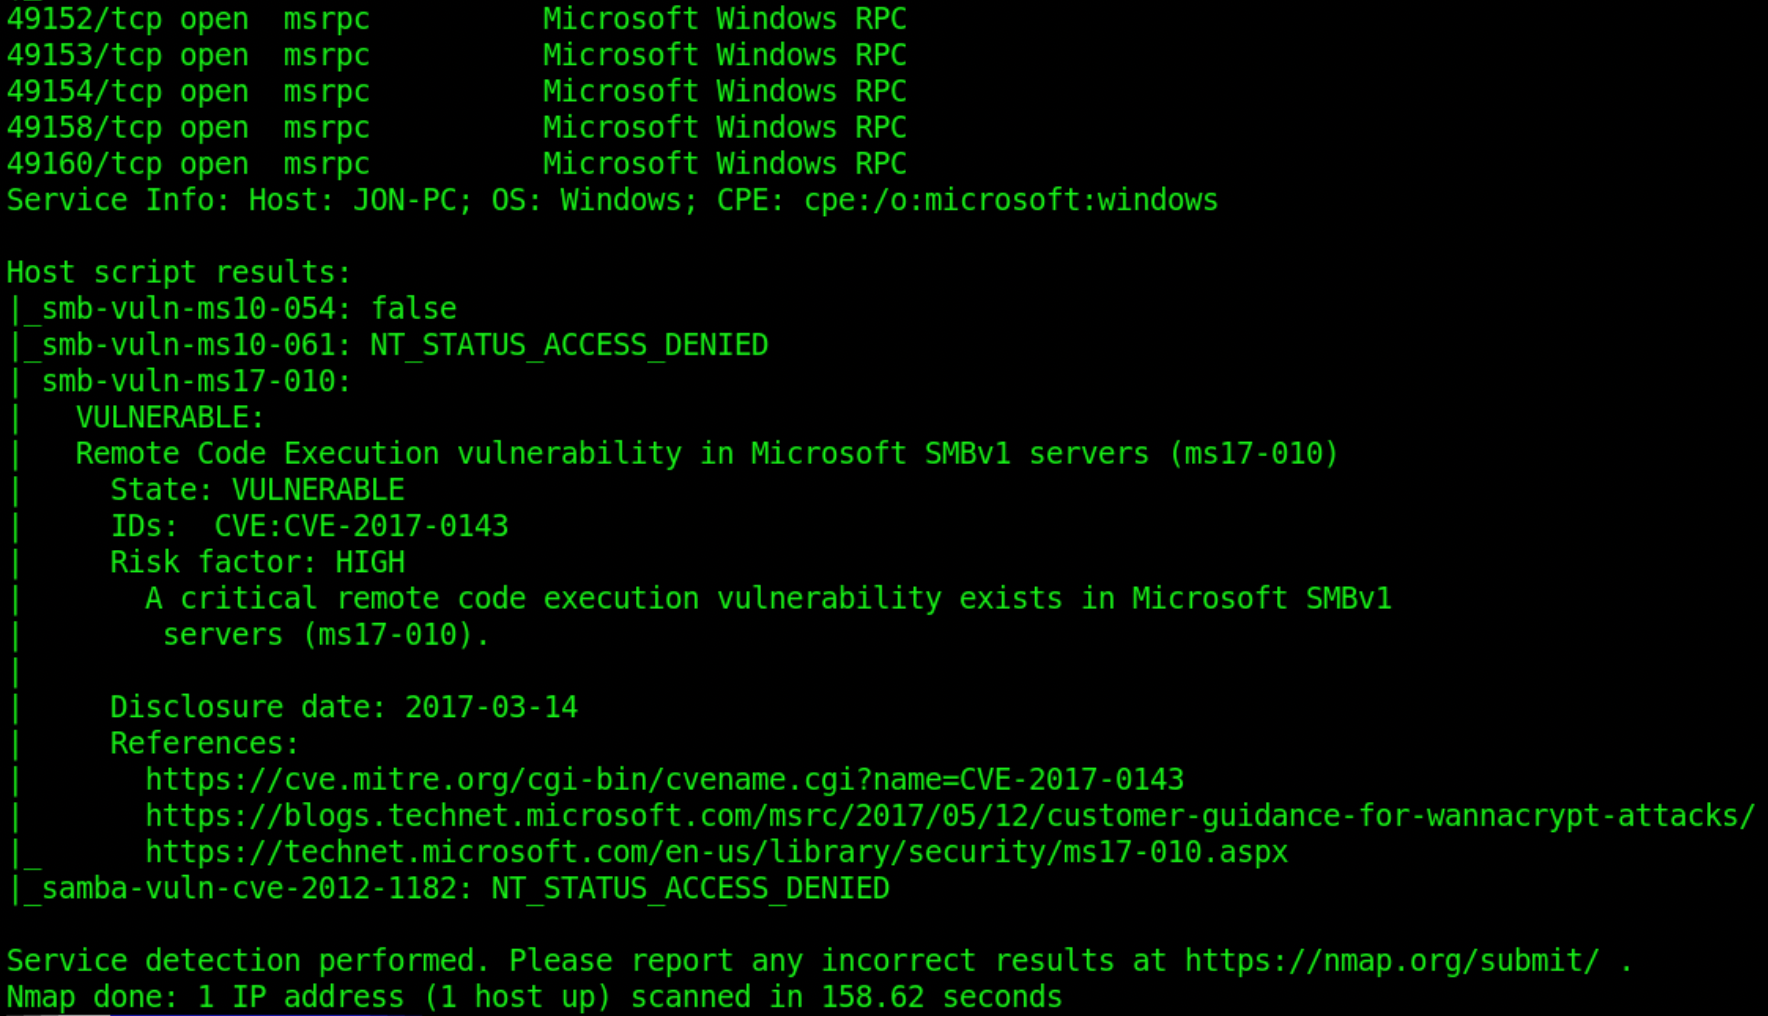 49152/tcp open  msrpc          Microsoft Windows RPC
49153/tcp open  msrpc          Microsoft Windows RPC
49154/tcp open  msrpc          Microsoft Windows RPC
49158/tcp open  msrpc          Microsoft Windows RPC
49160/tcp open  msrpc          Microsoft Windows RPC
Service Info: Host: JON-PC; OS: Windows; CPE: cpe:/o:microsoft:windows

Host script results:
|_smb-vuln-ms10-054: false
|_smb-vuln-ms10-061: NT_STATUS_ACCESS_DENIED
| smb-vuln-ms17-010:
|   VULNERABLE:
|   Remote Code Execution vulnerability in Microsoft SMBv1 servers (ms17-010)
|     State: VULNERABLE
|     IDs:  CVE:CVE-2017-0143
|     Risk factor: HIGH
|       A critical remote code execution vulnerability exists in Microsoft SMBv1
|        servers (ms17-010).
|
|     Disclosure date: 2017-03-14
|     References:
|       https://cve.mitre.org/cgi-bin/cvename.cgi?name=CVE-2017-0143
|       https://blogs.technet.microsoft.com/msrc/2017/05/12/customer-guidance-for-wannacrypt-attacks/
|_      https://technet.microsoft.com/en-us/library/security/ms17-010.aspx
|_samba-vuln-cve-2012-1182: NT_STATUS_ACCESS_DENIED

Service detection performed. Please report any incorrect results at https://nmap.org/submit/ .
Nmap done: 1 IP address (1 host up) scanned in 158.62 seconds